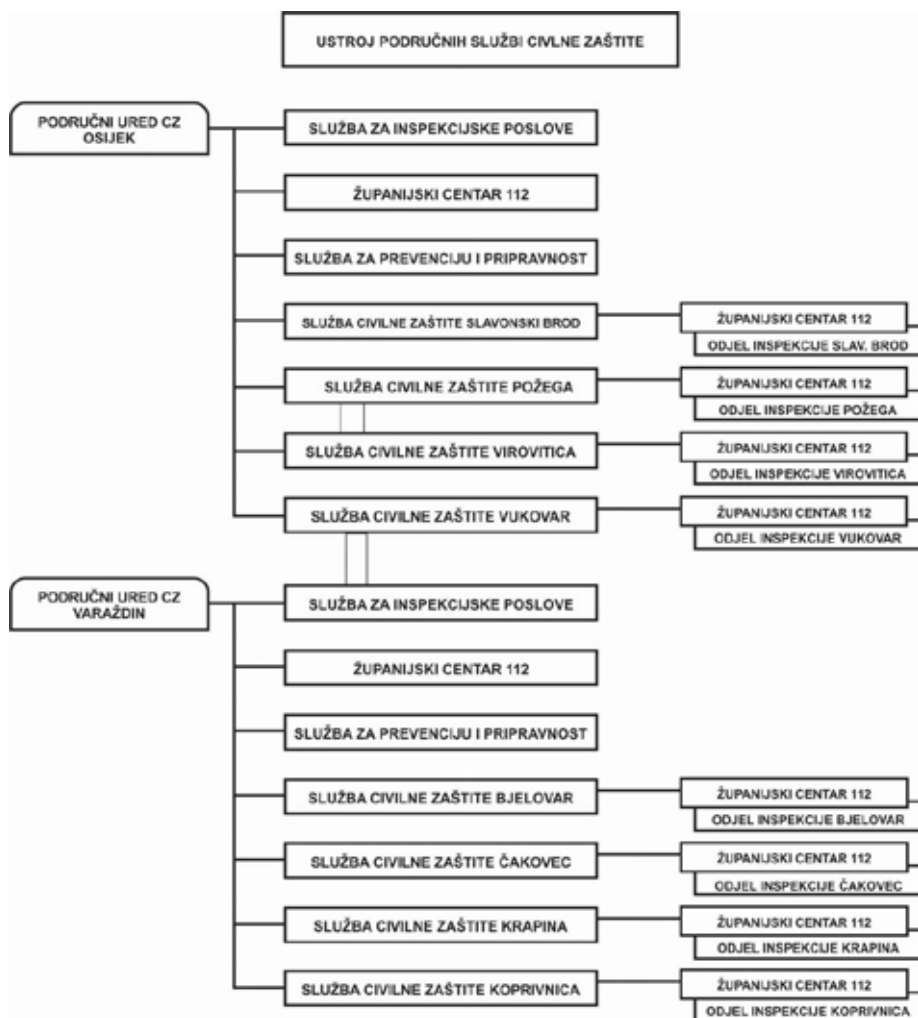 USTROJ PODRUČNIH SLUŽBI CIVLNE ZAŠTITE
PODRUČNI URED CZ
OSIJEK
SLUŽBA ZA INSPEKCIJSKE POSLOVE
ŽUPANIJSKI CENTAR 112
SLUŽBA ZA PREVENCIJU I PRIPRAVNOST
SLUŽBA CIVILNE ZAŠTITE SLAVONSKI BROD
ŽUPANIJSKI CENTAR 112
ODJEL INSPEKCIJE SLAV. BROD
SLUŽBA CIVILNE ZAŠTITE POŽEGA
ŽUPANIJSKI CENTAR 112
ODJEL INSPEKCIJE POŽEGA
SLUŽBA CIVILNE ZAŠTITE VIROVITICA
ŽUPANIJSKI CENTAR 112
ODJEL INSPEKCIJE VIROVITICA
SLUŽBA CIVILNE ZAŠTITE VUKOVAR
ŽUPANIJSKI CENTAR 112
ODJEL INSPEKCIJE VUKOVAR
PODRUČNI URED CZ
VARAŽDIN
SLUŽBA ZA INSPEKCIJSKE POSLOVE
ŽUPANIJSKI CENTAR 112
SLUŽBA ZA PREVENCIJU I PRIPRAVNOST
SLUŽBA CIVILNE ZAŠTITE BJELOVAR
ŽUPANIJSKI CENTAR 112
ODJEL INSPEKCIJE BJELOVAR
SLUŽBA CIVILNE ZAŠTITE ČAKOVEC
ŽUPANIJSKI CENTAR 112
ODJEL INSPEKCIJE ČAKOVEC
SLUŽBA CIVILNE ZAŠTITE KRAPINA
ŽUPANIJSKI CENTAR 112
ODJEL INSPEKCIJE KRAPINA
SLUŽBA CIVILNE ZAŠTITE KOPRIVNICA
ŽUPANIJSKI CENTAR 112
ODJEL INSPEKCIJE KOPRIVNICA